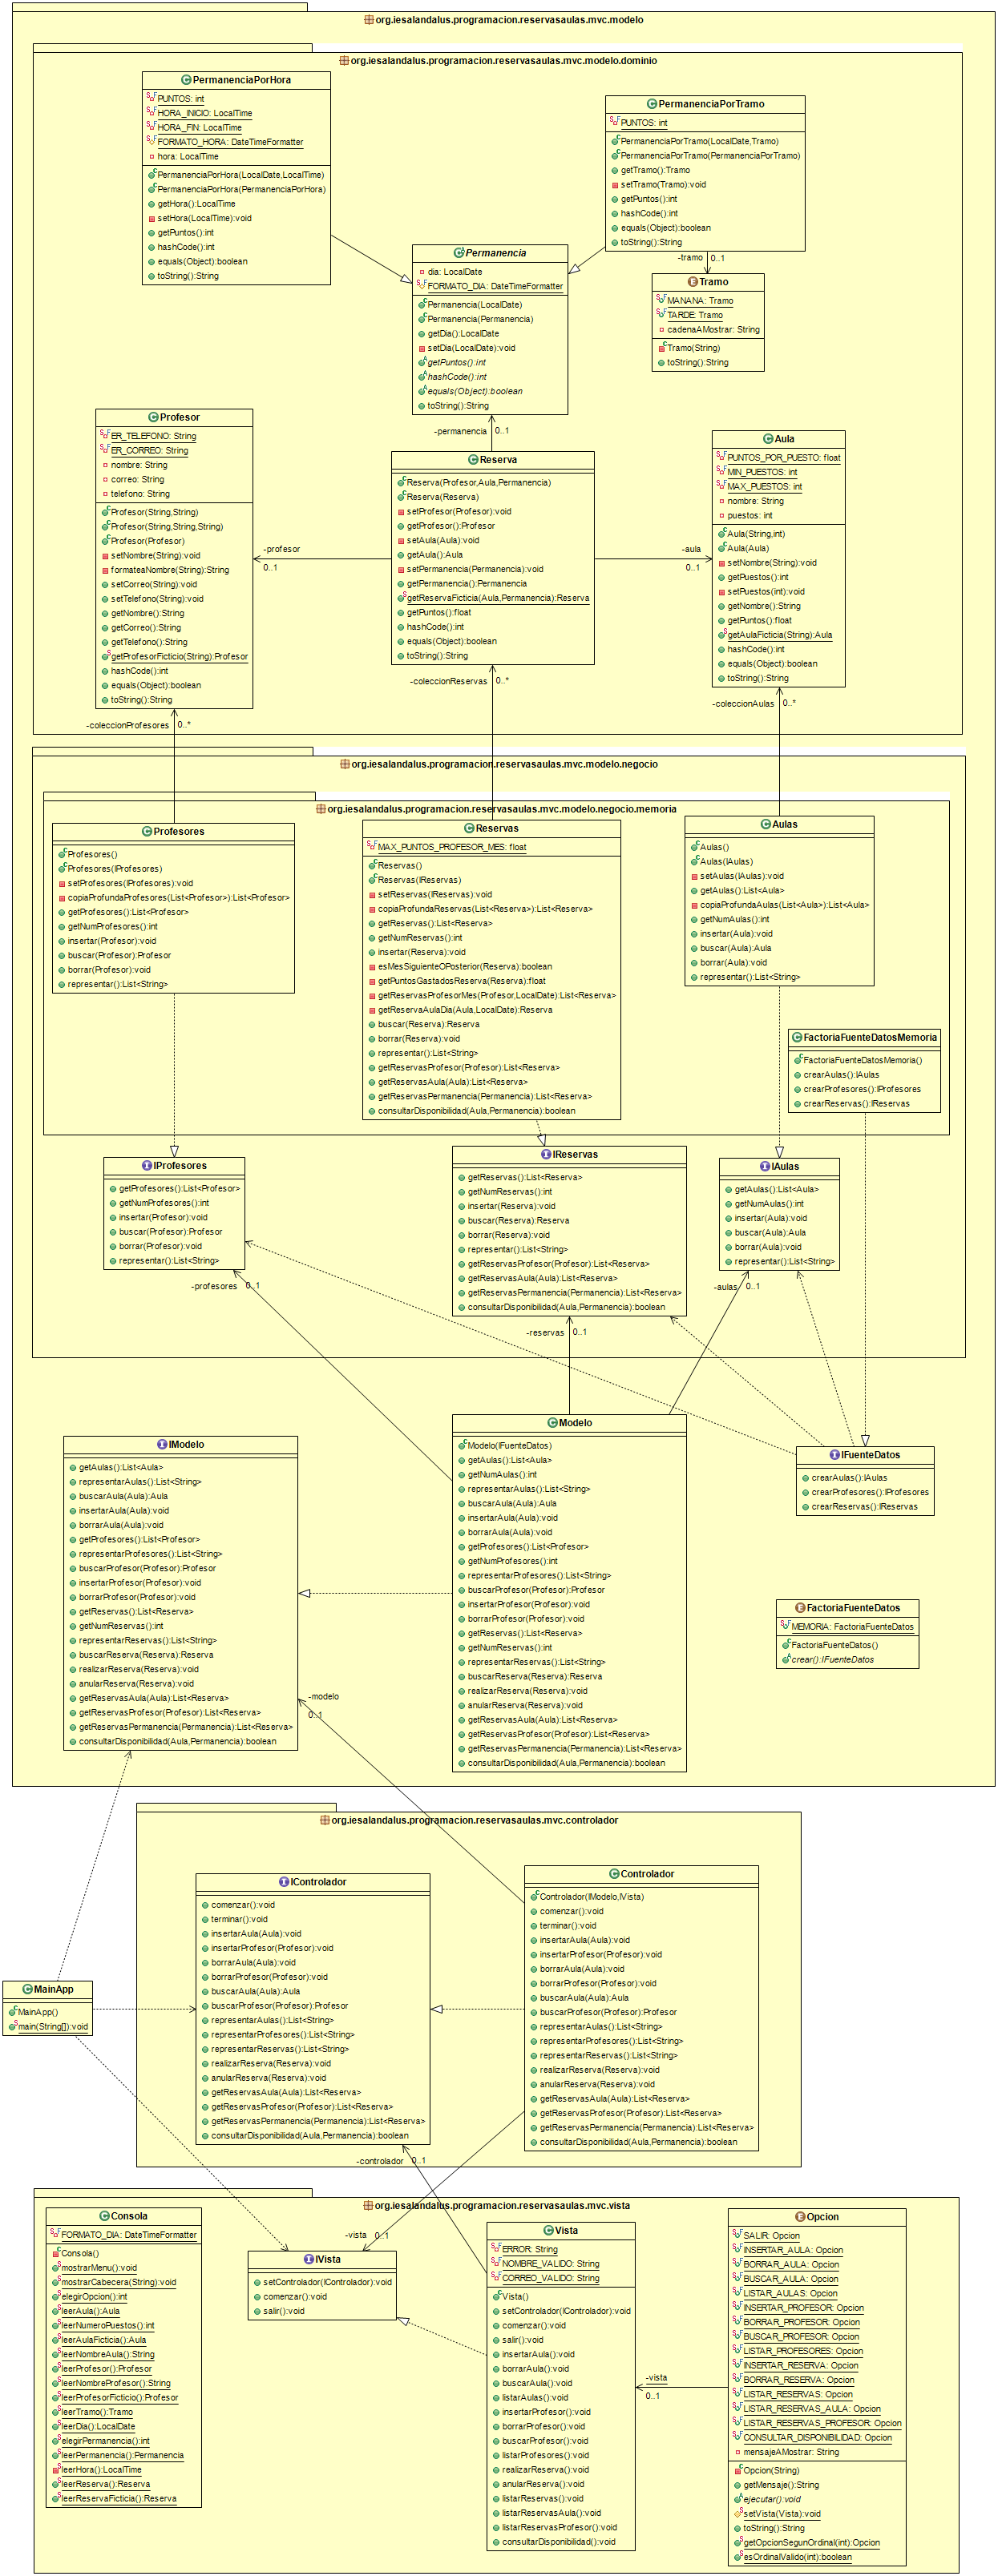 org.iesalandalus.programacion.reservasaulas.mvc.modelo
org.iesalandalus.programacion.reservasaulas.mvc.modelo.dominio
PermanenciaPorHora
PUNTOS: int
HORA_INICIO: LocalTime
HORA_FIN: LocalTime
FORMATO_HORA: DateTimeFormatter
hora: LocalTime
PermanenciaPorHora(LocalDate,LocalTime)
PermanenciaPorHora(PermanenciaPorHora)
getHora():LocalTime
setHora(LocalTime):void
getPuntos():int
hashCode():int
equals(Object):boolean
toString():String
PermanenciaPorTramo
PUNTOS: int
PermanenciaPorTramo(LocalDate,Tramo)
PermanenciaPorTramo(PermanenciaPorTramo)
getTramo():Tramo
setTramo(Tramo):void
getPuntos():int
hashCode():int
equals(Object):boolean
toString():String
-tramo
0..1
Permanencia
dia: LocalDate
FORMATO_DIA: DateTimeFormatter
Permanencia(LocalDate)
Permanencia(Permanencia)
getDia():LocalDate
setDia(LocalDate):void
getPuntos():int
hashCode():int
equals(Object):boolean
toString():String
Tramo
MANANA: Tramo
TARDE: Tramo
cadenaAMostrar: String
Tramo(String)
toString():String
-permanencia
0..1
Profesor
ER_TELEFONO: String
ER_CORREO: String
nombre: String
correo: String
telefono: String
Profesor(String,String)
Profesor(String,String,String)
Profesor(Profesor)
setNombre(String):void
formateaNombre(String):String
setCorreo(String):void
setTelefono(String):void
getNombre():String
getCorreo():String
getTelefono():String
getProfesorFicticio(String):Profesor
hashCode():int
equals(Object):boolean
toString():String
-profesor
0..1
Reserva
Reserva(Profesor,Aula,Permanencia)
Reserva(Reserva)
setProfesor(Profesor):void
getProfesor():Profesor
setAula(Aula):void
getAula():Aula
setPermanencia(Permanencia):void
getPermanencia():Permanencia
getReservaFicticia(Aula,Permanencia):Reserva
getPuntos():float
hashCode():int
equals(Object):boolean
toString():String
-aula
0..1
Aula
PUNTOS_POR_PUESTO: float
MIN_PUESTOS: int
MAX_PUESTOS: int
nombre: String
puestos: int
Aula(String,int)
Aula(Aula)
setNombre(String):void
getPuestos():int
setPuestos(int):void
getNombre():String
getPuntos():float
getAulaFicticia(String):Aula
hashCode():int
equals(Object):boolean
toString():String
-coleccionProfesores
0..*
-coleccionReservas
0..*
-coleccionAulas
0..*
org.iesalandalus.programacion.reservasaulas.mvc.modelo.negocio
org.iesalandalus.programacion.reservasaulas.mvc.modelo.negocio.memoria
Profesores
Profesores()
Profesores(IProfesores)
setProfesores(IProfesores):void
copiaProfundaProfesores(List<Profesor>):List<Profesor>
getProfesores():List<Profesor>
getNumProfesores():int
insertar(Profesor):void
buscar(Profesor):Profesor
borrar(Profesor):void
representar():List<String>
Reservas
MAX_PUNTOS_PROFESOR_MES: float
Reservas()
Reservas(IReservas)
setReservas(IReservas):void
copiaProfundaReservas(List<Reserva>):List<Reserva>
getReservas():List<Reserva>
getNumReservas():int
insertar(Reserva):void
esMesSiguienteOPosterior(Reserva):boolean
getPuntosGastadosReserva(Reserva):float
getReservasProfesorMes(Profesor,LocalDate):List<Reserva>
getReservaAulaDia(Aula,LocalDate):Reserva
buscar(Reserva):Reserva
borrar(Reserva):void
representar():List<String>
getReservasProfesor(Profesor):List<Reserva>
getReservasAula(Aula):List<Reserva>
getReservasPermanencia(Permanencia):List<Reserva>
consultarDisponibilidad(Aula,Permanencia):boolean
Aulas
Aulas()
Aulas(IAulas)
setAulas(IAulas):void
getAulas():List<Aula>
copiaProfundaAulas(List<Aula>):List<Aula>
getNumAulas():int
insertar(Aula):void
buscar(Aula):Aula
borrar(Aula):void
representar():List<String>
FactoriaFuenteDatosMemoria
FactoriaFuenteDatosMemoria()
crearAulas():IAulas
crearProfesores():IProfesores
crearReservas():IReservas
IProfesores
getProfesores():List<Profesor>
getNumProfesores():int
insertar(Profesor):void
buscar(Profesor):Profesor
borrar(Profesor):void
representar():List<String>
IReservas
getReservas():List<Reserva>
getNumReservas():int
insertar(Reserva):void
buscar(Reserva):Reserva
borrar(Reserva):void
representar():List<String>
getReservasProfesor(Profesor):List<Reserva>
getReservasAula(Aula):List<Reserva>
getReservasPermanencia(Permanencia):List<Reserva>
consultarDisponibilidad(Aula,Permanencia):boolean
IAulas
getAulas():List<Aula>
getNumAulas():int
insertar(Aula):void
buscar(Aula):Aula
borrar(Aula):void
representar():List<String>
-profesores
0..1
-reservas
0..1
-aulas
0..1
IModelo
getAulas():List<Aula>
representarAulas():List<String>
buscarAula(Aula):Aula
insertarAula(Aula):void
borrarAula(Aula):void
getProfesores():List<Profesor>
representarProfesores():List<String>
buscarProfesor(Profesor):Profesor
insertarProfesor(Profesor):void
borrarProfesor(Profesor):void
getReservas():List<Reserva>
getNumReservas():int
representarReservas():List<String>
buscarReserva(Reserva):Reserva
realizarReserva(Reserva):void
anularReserva(Reserva):void
getReservasAula(Aula):List<Reserva>
getReservasProfesor(Profesor):List<Reserva>
getReservasPermanencia(Permanencia):List<Reserva>
consultarDisponibilidad(Aula,Permanencia):boolean
Modelo
Modelo(IFuenteDatos)
getAulas():List<Aula>
getNumAulas():int
representarAulas():List<String>
buscarAula(Aula):Aula
insertarAula(Aula):void
borrarAula(Aula):void
getProfesores():List<Profesor>
getNumProfesores():int
representarProfesores():List<String>
buscarProfesor(Profesor):Profesor
insertarProfesor(Profesor):void
borrarProfesor(Profesor):void
getReservas():List<Reserva>
getNumReservas():int
representarReservas():List<String>
buscarReserva(Reserva):Reserva
realizarReserva(Reserva):void
anularReserva(Reserva):void
getReservasAula(Aula):List<Reserva>
getReservasProfesor(Profesor):List<Reserva>
getReservasPermanencia(Permanencia):List<Reserva>
consultarDisponibilidad(Aula,Permanencia):boolean
IFuenteDatos
crearAulas():IAulas
crearProfesores():IProfesores
crearReservas():IReservas
FactoriaFuenteDatos
MEMORIA: FactoriaFuenteDatos
FactoriaFuenteDatos()
crear():IFuenteDatos
-modelo
0..1
org.iesalandalus.programacion.reservasaulas.mvc.controlador
IControlador
comenzar():void
terminar():void
insertarAula(Aula):void
insertarProfesor(Profesor):void
borrarAula(Aula):void
borrarProfesor(Profesor):void
buscarAula(Aula):Aula
buscarProfesor(Profesor):Profesor
representarAulas():List<String>
representarProfesores():List<String>
representarReservas():List<String>
realizarReserva(Reserva):void
anularReserva(Reserva):void
getReservasAula(Aula):List<Reserva>
getReservasProfesor(Profesor):List<Reserva>
getReservasPermanencia(Permanencia):List<Reserva>
consultarDisponibilidad(Aula,Permanencia):boolean
Controlador
Controlador(IModelo,IVista)
comenzar():void
terminar():void
insertarAula(Aula):void
insertarProfesor(Profesor):void
borrarAula(Aula):void
borrarProfesor(Profesor):void
buscarAula(Aula):Aula
buscarProfesor(Profesor):Profesor
representarAulas():List<String>
representarProfesores():List<String>
representarReservas():List<String>
realizarReserva(Reserva):void
anularReserva(Reserva):void
getReservasAula(Aula):List<Reserva>
getReservasProfesor(Profesor):List<Reserva>
getReservasPermanencia(Permanencia):List<Reserva>
consultarDisponibilidad(Aula,Permanencia):boolean
MainApp
MainApp()
main(String[]):void
-controlador
0..1
org.iesalandalus.programacion.reservasaulas.mvc.vista
Consola
FORMATO_DIA: DateTimeFormatter
Consola()
mostrarMenu():void
mostrarCabecera(String):void
elegirOpcion():int
leerAula():Aula
leerNumeroPuestos():int
leerAulaFicticia():Aula
leerNombreAula():String
leerProfesor():Profesor
leerNombreProfesor():String
leerProfesorFicticio():Profesor
leerTramo():Tramo
leerDia():LocalDate
elegirPermanencia():int
leerPermanencia():Permanencia
leerHora():LocalTime
leerReserva():Reserva
leerReservaFicticia():Reserva
-vista
0..1
IVista
setControlador(IControlador):void
comenzar():void
salir():void
Vista
ERROR: String
NOMBRE_VALIDO: String
CORREO_VALIDO: String
Vista()
setControlador(IControlador):void
comenzar():void
salir():void
insertarAula():void
borrarAula():void
buscarAula():void
listarAulas():void
insertarProfesor():void
borrarProfesor():void
buscarProfesor():void
listarProfesores():void
realizarReserva():void
anularReserva():void
listarReservas():void
listarReservasAula():void
listarReservasProfesor():void
consultarDisponibilidad():void
-vista
0..1
Opcion
SALIR: Opcion
INSERTAR_AULA: Opcion
BORRAR_AULA: Opcion
BUSCAR_AULA: Opcion
LISTAR_AULAS: Opcion
INSERTAR_PROFESOR: Opcion
BORRAR_PROFESOR: Opcion
BUSCAR_PROFESOR: Opcion
LISTAR_PROFESORES: Opcion
INSERTAR_RESERVA: Opcion
BORRAR_RESERVA: Opcion
LISTAR_RESERVAS: Opcion
LISTAR_RESERVAS_AULA: Opcion
LISTAR_RESERVAS_PROFESOR: Opcion
CONSULTAR_DISPONIBILIDAD: Opcion
mensajeAMostrar: String
Opcion(String)
getMensaje():String
ejecutar():void
setVista(Vista):void
toString():String
getOpcionSegunOrdinal(int):Opcion
esOrdinalValido(int):boolean